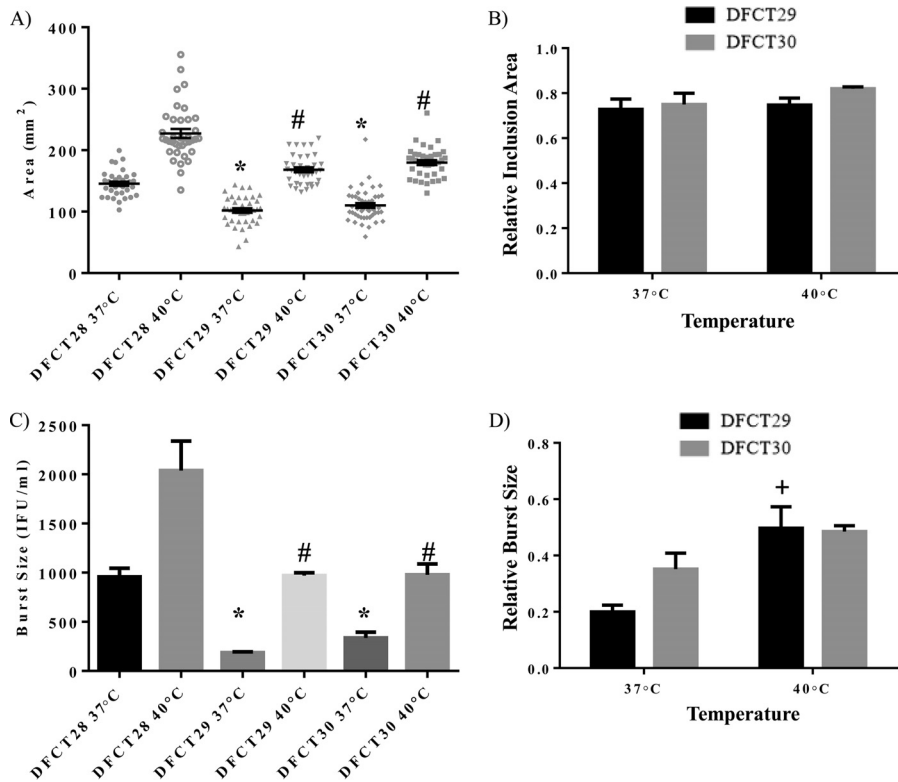 A)
Area (mm²)
400
300
200
100
0
*
#
*
#
DFCT28 37°C
DFCT28 40°C
DFCT29 37°C
DFCT29 40°C
DFCT30 37°C
DFCT30 40°C
B)
DFCT29
DFCT30
Relative Inclusion Area
1.0
0.8
0.6
0.4
0.2
0.0
37°C
40°C
Temperature
C)
Burst Size (IFU/ml)
2500
2000
1500
1000
500
0
*
#
*
#
DFCT28 37°C
DFCT28 40°C
DFCT29 37°C
DFCT29 40°C
DFCT30 37°C
DFCT30 40°C
D)
DFCT29
DFCT30
Relative Burst Size
0.8
0.6
0.4
0.2
0.0
+
37°C
40°C
Temperature